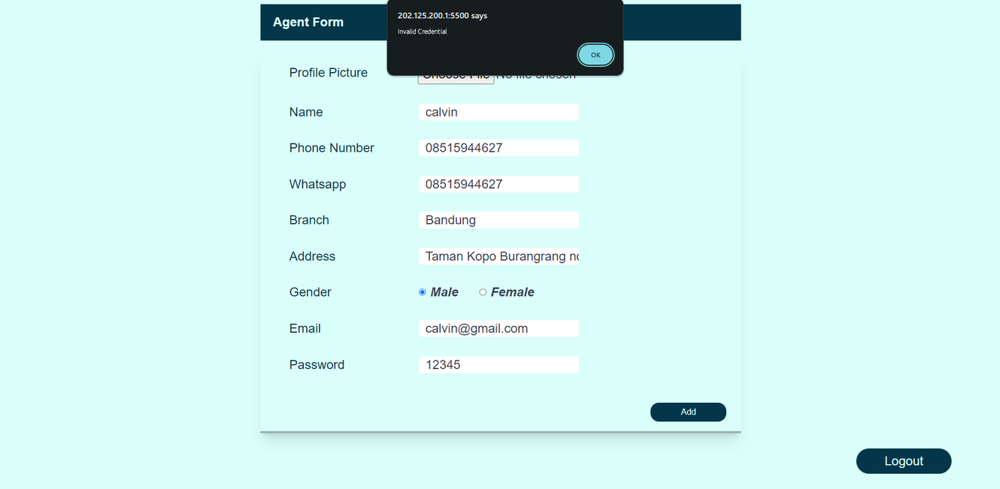 202.125.200.1:5500 says
Invalid Credential
OK
Agent Form
Profile Picture Choose File No file chosen
Name calvin
Phone Number 08515944627
Whatsapp 08515944627
Branch Bandung
Address Taman Kopo Burangrang
Gender Male Female
Email calvin@gmail.com
Password 12345
Add
Logout